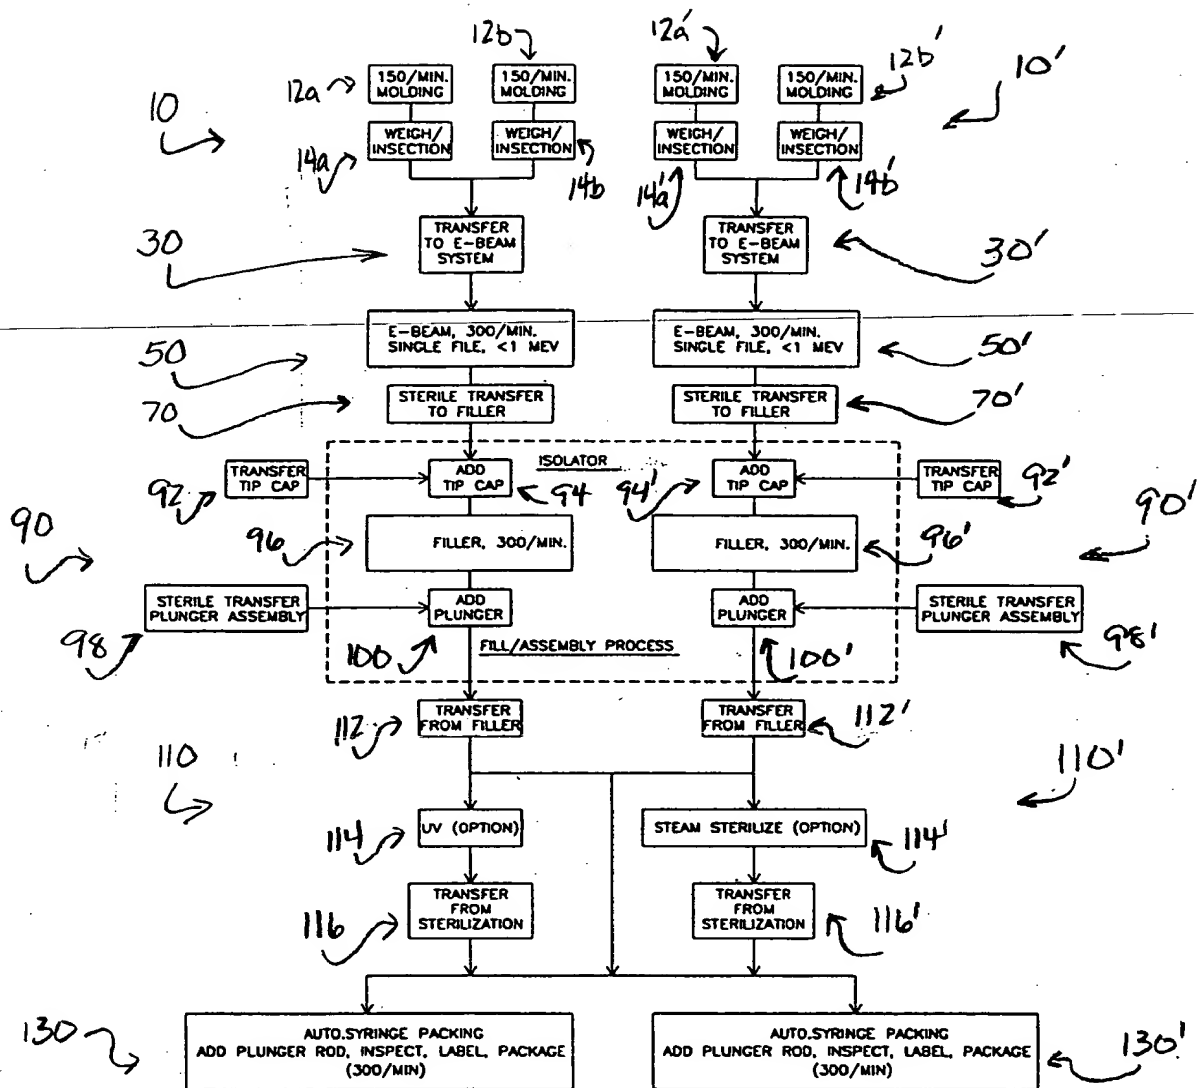 12b
12a'
12a
150/MIN.
MOLDING
150/MIN.
MOLDING
150/MIN.
MOLDING
150/MIN.
MOLDING
12b'
10'
10
14a
WEIGH/
INSECTION
WEIGH/
INSECTION
14b
WEIGH/
INSECTION
14a'
WEIGH/
INSECTION
14b'
30
TRANSFER
TO E-BEAM
SYSTEM
TRANSFER
TO E-BEAM
SYSTEM
30'
50
E-BEAM, 300/MIN.
SINGLE FILE, <1 MEV
E-BEAM, 300/MIN.
SINGLE FILE, <1 MEV
50'
70
STERILE TRANSFER
TO FILLER
STERILE TRANSFER
TO FILLER
70'
ISOLATOR
92
TRANSFER
TIP CAP
ADD
TIP CAP
94
94'
ADD
TIP CAP
TRANSFER
TIP CAP
92'
90
96
FILLER, 300/MIN.
FILLER, 300/MIN.
96'
90'
98
STERILE TRANSFER
PLUNGER ASSEMBLY
ADD
PLUNGER
100
ADD
PLUNGER
100'
STERILE TRANSFER
PLUNGER ASSEMBLY
98'
FILL/ASSEMBLY PROCESS
112
TRANSFER
FROM FILLER
TRANSFER
FROM FILLER
112'
110
110'
114
UV (OPTION)
STEAM STERILIZE (OPTION)
114'
116
TRANSFER
FROM
STERILIZATION
TRANSFER
FROM
STERILIZATION
116'
130
AUTO.SYRINGE PACKING
ADD PLUNGER ROD, INSPECT, LABEL, PACKAGE
(300/MIN)
AUTO.SYRINGE PACKING
ADD PLUNGER ROD, INSPECT, LABEL, PACKAGE
(300/MIN)
130'